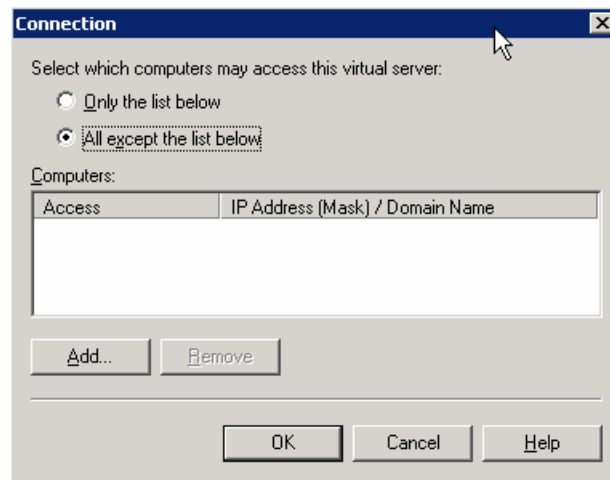 Connection
Select which computers may access this virtual server:
Only the list below
All except the list below
Computers:
Access IP Address (Mask) / Domain Name
Add... Remove
OK Cancel Help